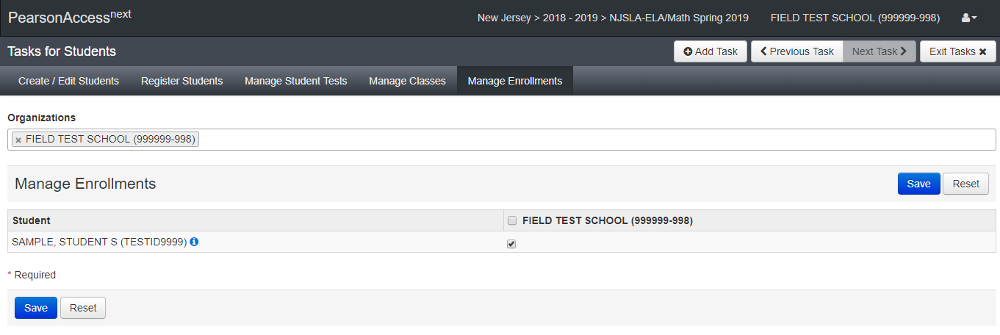 PearsonAccessnext
New Jersey > 2018 - 2019 > NJSLA-ELA/Math Spring 2019 FIELD TEST SCHOOL (999999-998)
Tasks for Students
Add Task Previous Task Next Task Exit Tasks
Create / Edit Students Register Students Manage Student Tests Manage Classes Manage Enrollments
Organizations
× FIELD TEST SCHOOL (999999-998)
Manage Enrollments
Save Reset
Student FIELD TEST SCHOOL (999999-998)
SAMPLE, STUDENT S (TESTID9999)
* Required
Save Reset